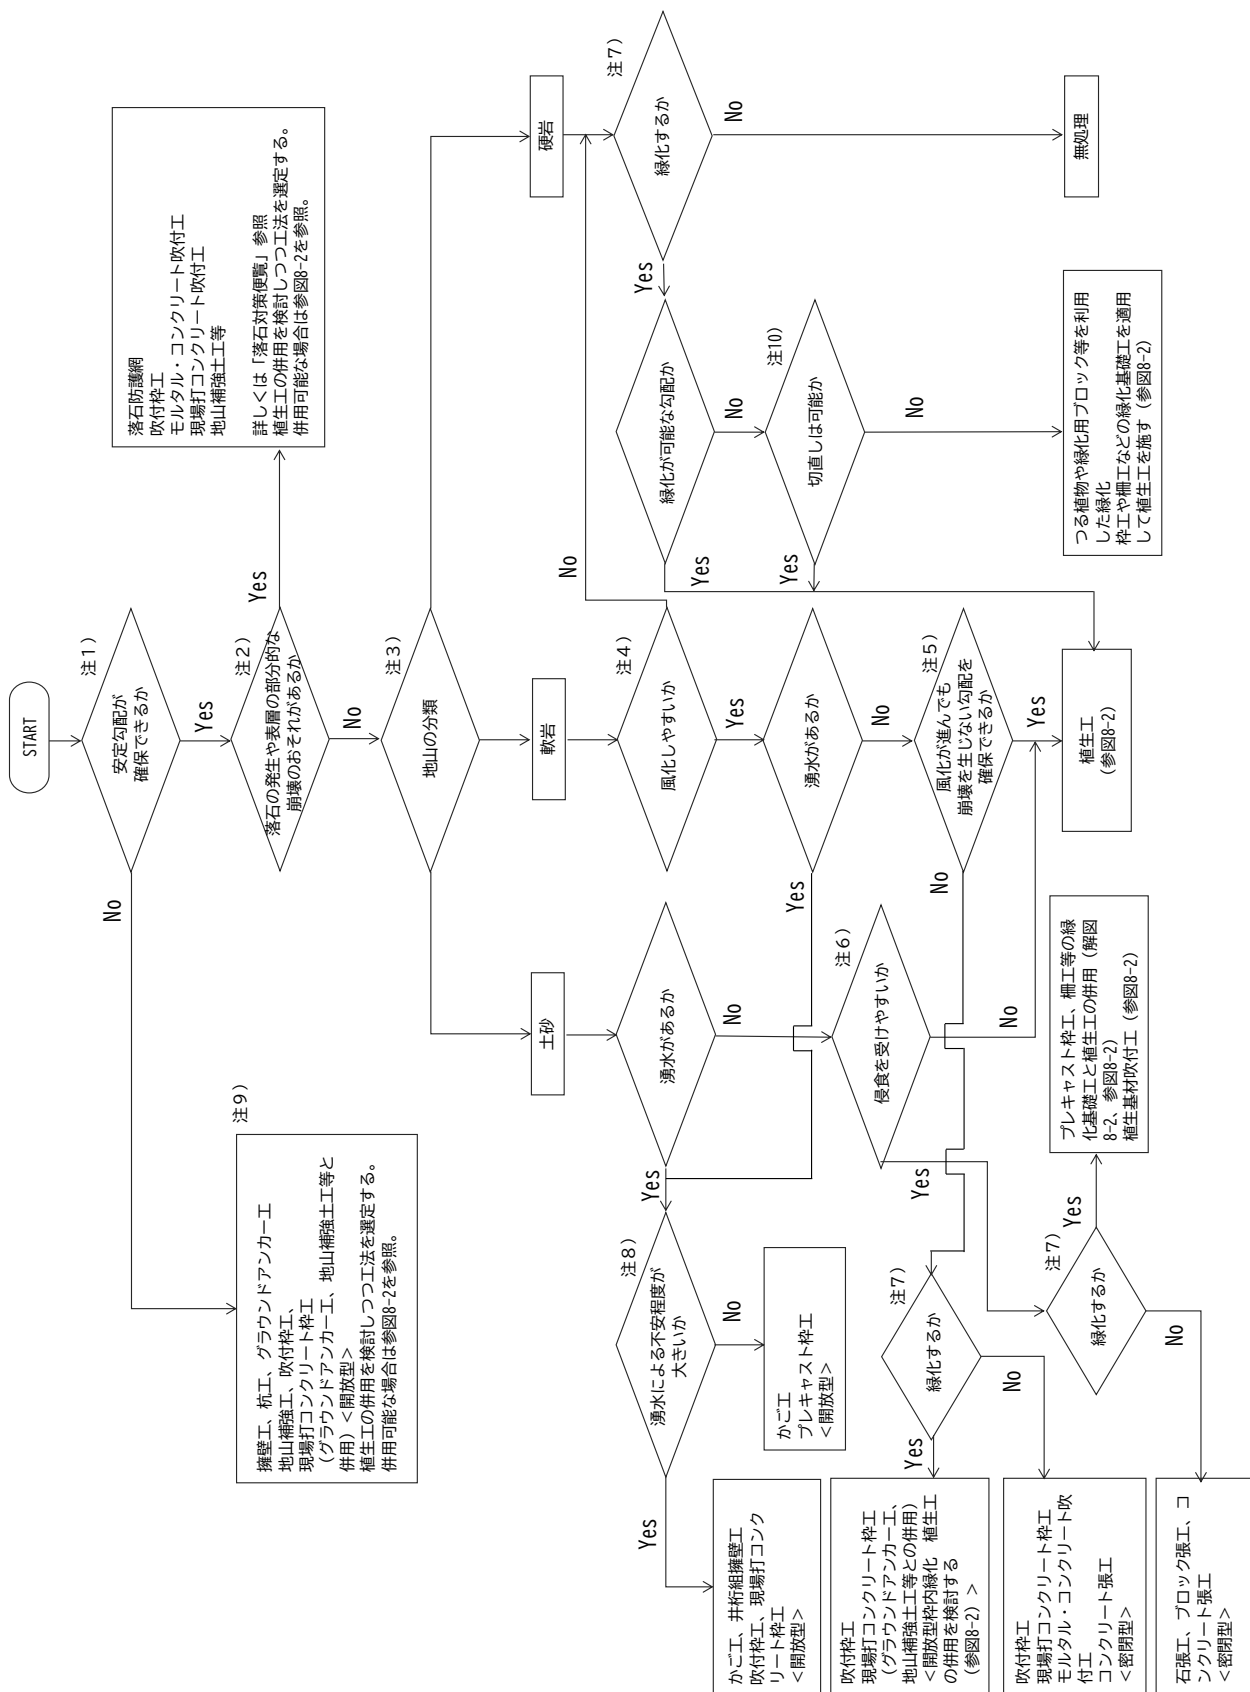 START
注1）
安定勾配が
確保できるか
No
Yes
注2）
落石の発生や表層の部分的な
崩壊のおそれがあるか
Yes
No
落石防護網
吹付枠工
モルタル・コンクリート吹付工
現場打コンクリート吹付工
地山補強土工等
詳しくは「落石対策便覧」参照
植生工の併用を検討しつつ工法を選定する。
併用可能な場合は参図8-2を参照。
注9）
擁壁工、杭工、グラウンドアンカー工
地山補強工、吹付枠工、
現場打コンクリート枠工
（グラウンドアンカー工、地山補強土工等と
併用）＜開放型＞
植生工の併用を検討しつつ工法を選定する。
併用可能な場合は参図8-2を参照。
注3）
地山の分類
土砂
軟岩
硬岩
湧水があるか
Yes
No
注4）
風化しやすいか
No
Yes
注7）
緑化するか
Yes
No
注8）
湧水による不安程度が
大きいか
Yes
No
湧水があるか
Yes
No
緑化が可能な勾配か
Yes
No
注10）
切直しは可能か
Yes
No
かご工、井桁組擁壁工
吹付枠工、現場打コンク
リート枠工
＜開放型＞
かご工
プレキャスト枠工
＜開放型＞
注6）
侵食を受けやすいか
Yes
No
注5）
風化が進んでも
崩壊を生じない勾配を
確保できるか
No
Yes
注7）
緑化するか
Yes
No
吹付枠工
現場打コンクリート枠工
（グラウンドアンカー工、
地山補強土工等との併用）
＜開放型枠内緑化　植生工
の併用を検討する
（参図8-2）＞
注7）
緑化するか
Yes
No
プレキャスト枠工、柵工等の緑
化基礎工と植生工の併用（解図
8-2、参図8-2）
植生基材吹付工（参図8-2）
植生工
（参図8-2）
つる植物や緑化用ブロック等を利用
した緑化
枠工や柵工などの緑化基礎工を適用
して植生工を施す（参図8-2）
無処理
吹付枠工
現場打コンクリート枠工
モルタル・コンクリート吹
付工
コンクリート張工
＜密閉型＞
石張工、ブロック張工、コ
ンクリート張工
＜密閉型＞